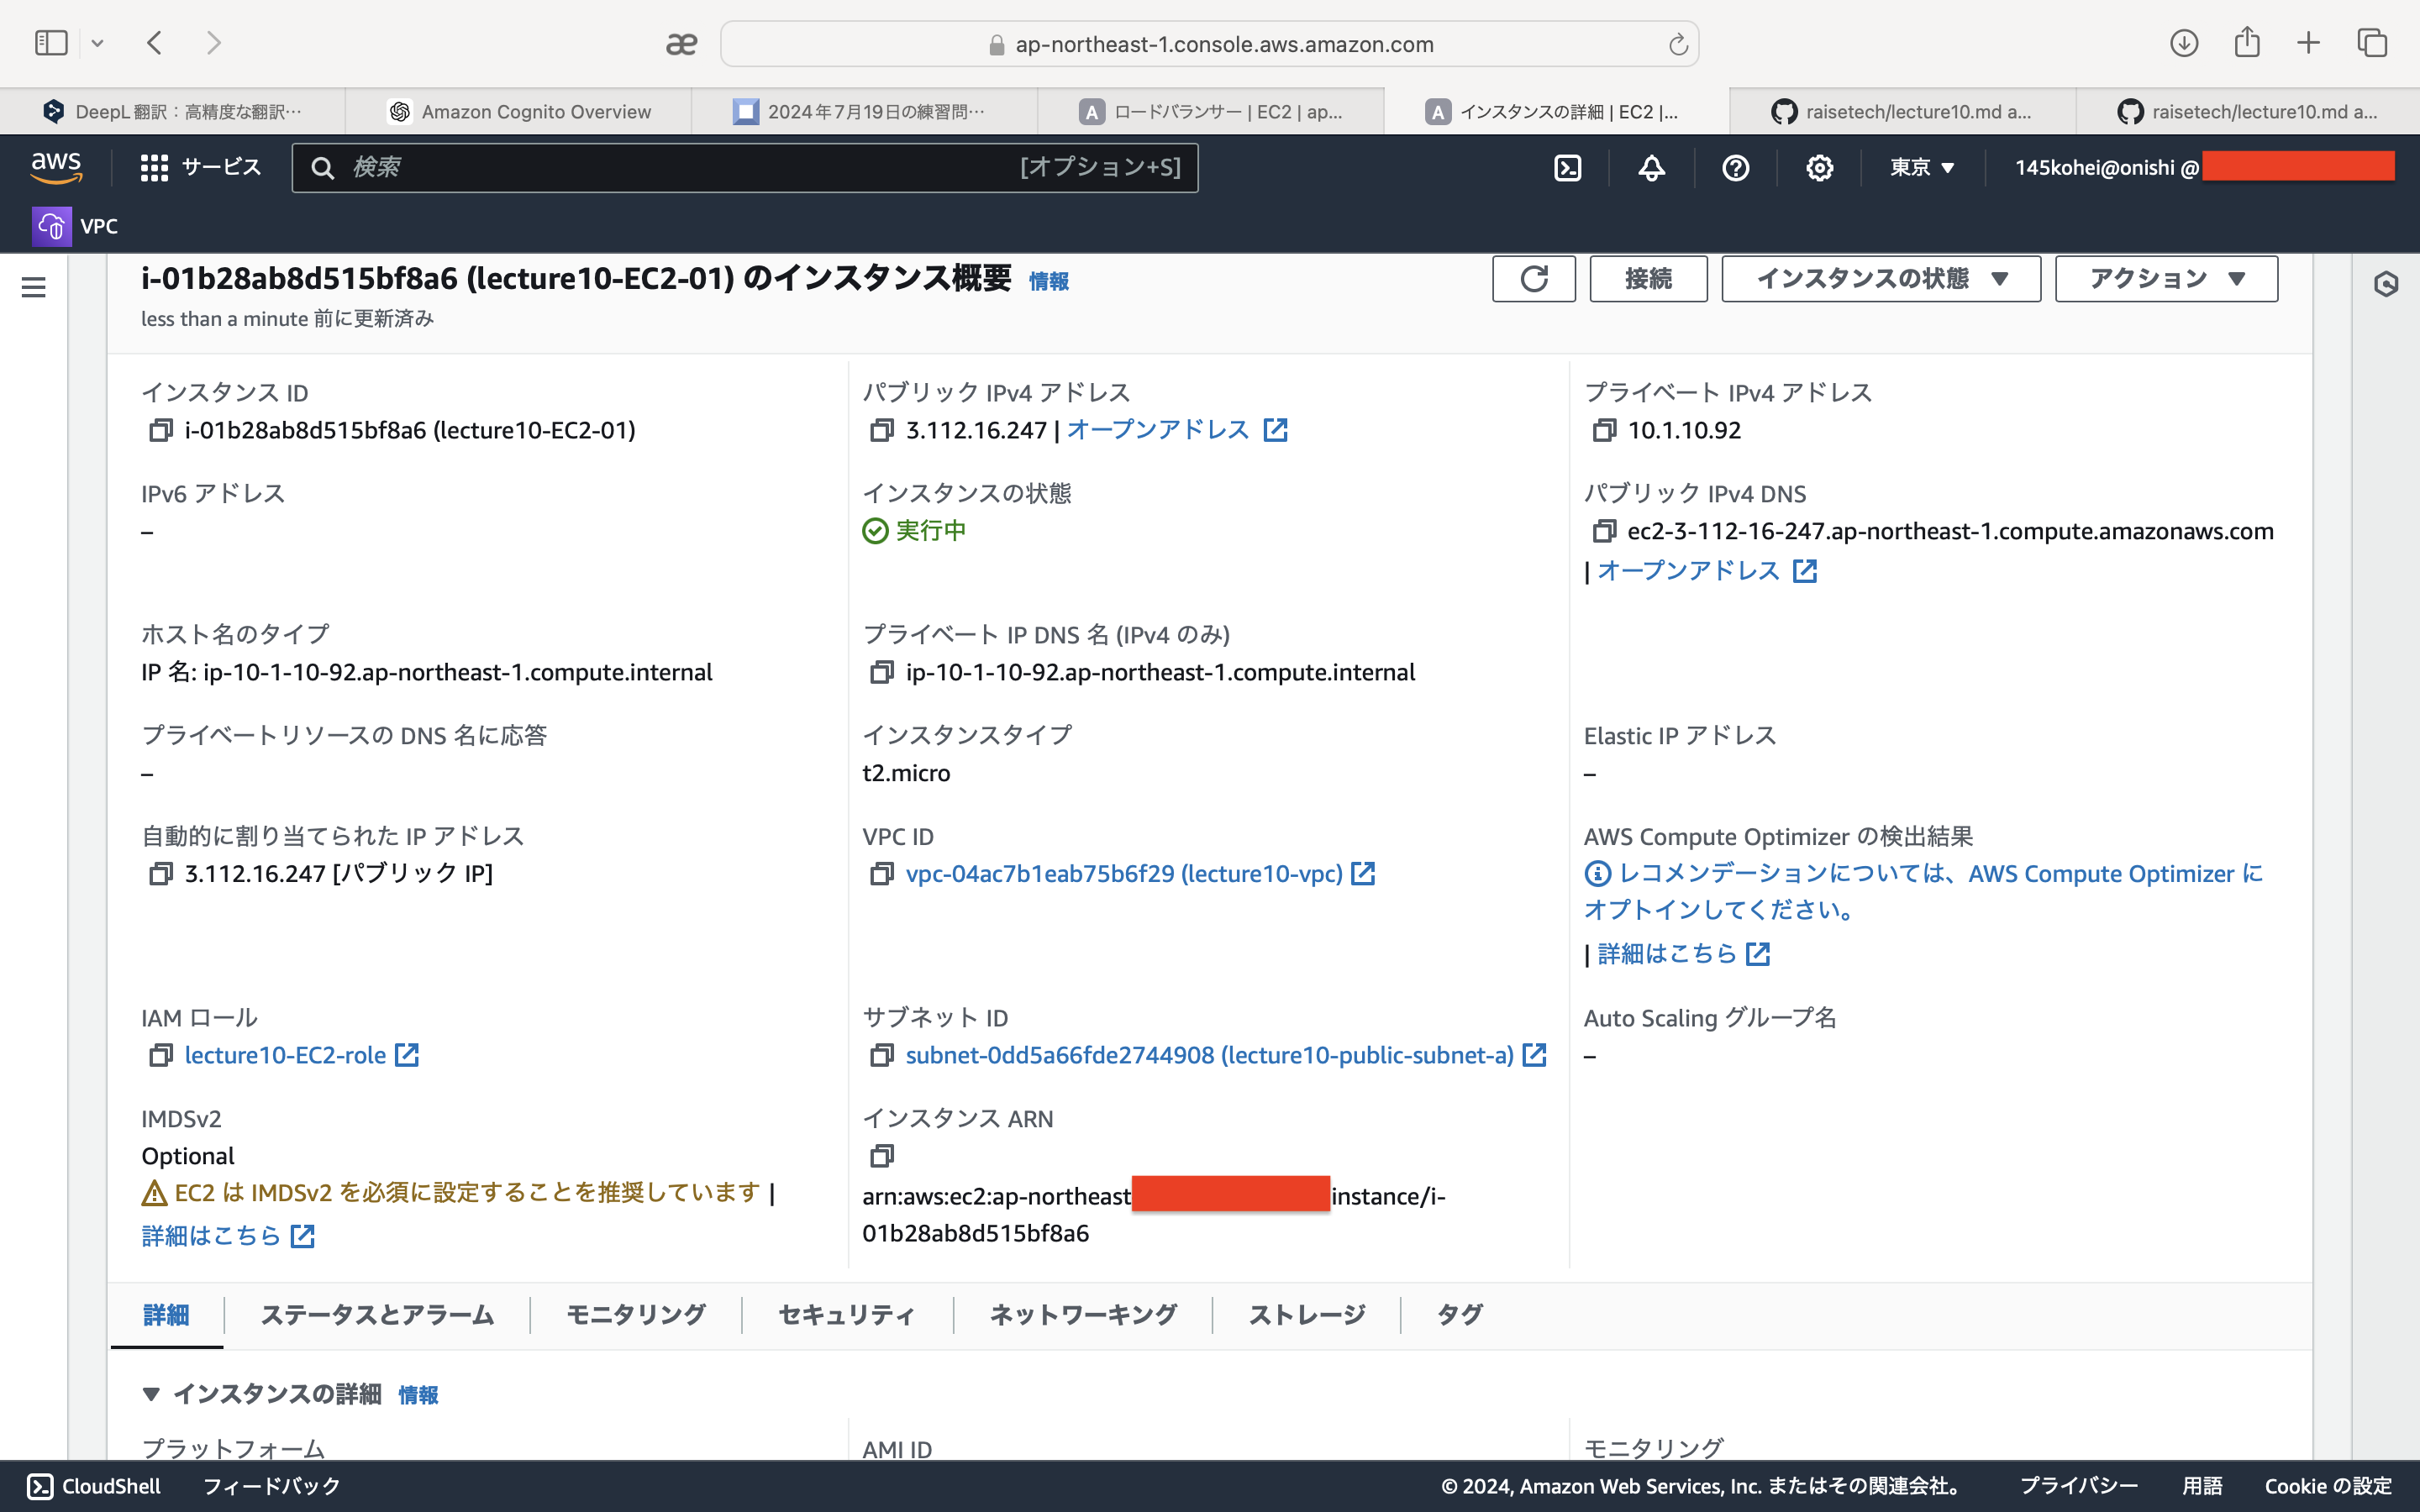 ap-northeast-1.console.aws.amazon.com
DeepL 翻訳：高精度な翻訳…
Amazon Cognito Overview
2024年7月19日の練習問…
ロードバランサー | EC2 | ap...
インスタンスの詳細 | EC2 |...
raisetech/lecture10.md a...
raisetech/lecture10.md a...
aws
サービス
検索
[オプション+S]
東京
145kohei@onishi @
VPC
i-01b28ab8d515bf8a6 (lecture10-EC2-01) のインスタンス概要 情報
less than a minute 前に更新済み
接続
インスタンスの状態
アクション
インスタンス ID
i-01b28ab8d515bf8a6 (lecture10-EC2-01)
パブリック IPv4 アドレス
3.112.16.247 | オープンアドレス
プライベート IPv4 アドレス
10.1.10.92
IPv6 アドレス
–
インスタンスの状態
実行中
パブリック IPv4 DNS
ec2-3-112-16-247.ap-northeast-1.compute.amazonaws.com
| オープンアドレス
ホスト名のタイプ
IP 名: ip-10-1-10-92.ap-northeast-1.compute.internal
プライベート IP DNS 名 (IPv4 のみ)
ip-10-1-10-92.ap-northeast-1.compute.internal
プライベートリソースの DNS 名に応答
–
インスタンスタイプ
t2.micro
Elastic IP アドレス
–
自動的に割り当てられた IP アドレス
3.112.16.247 [パブリック IP]
VPC ID
vpc-04ac7b1eab75b6f29 (lecture10-vpc)
AWS Compute Optimizer の検出結果
レコメンデーションについては、AWS Compute Optimizer に
オプトインしてください。
| 詳細はこちら
IAM ロール
lecture10-EC2-role
サブネット ID
subnet-0dd5a66fde2744908 (lecture10-public-subnet-a)
Auto Scaling グループ名
–
IMDSv2
Optional
EC2 は IMDSv2 を必須に設定することを推奨しています |
詳細はこちら
インスタンス ARN
arn:aws:ec2:ap-northeast
instance/i-
01b28ab8d515bf8a6
詳細
ステータスとアラーム
モニタリング
セキュリティ
ネットワーキング
ストレージ
タグ
インスタンスの詳細 情報
プラットフォーム
AMI ID
モニタリング
CloudShell
フィードバック
© 2024, Amazon Web Services, Inc. またはその関連会社。
プライバシー
用語
Cookie の設定